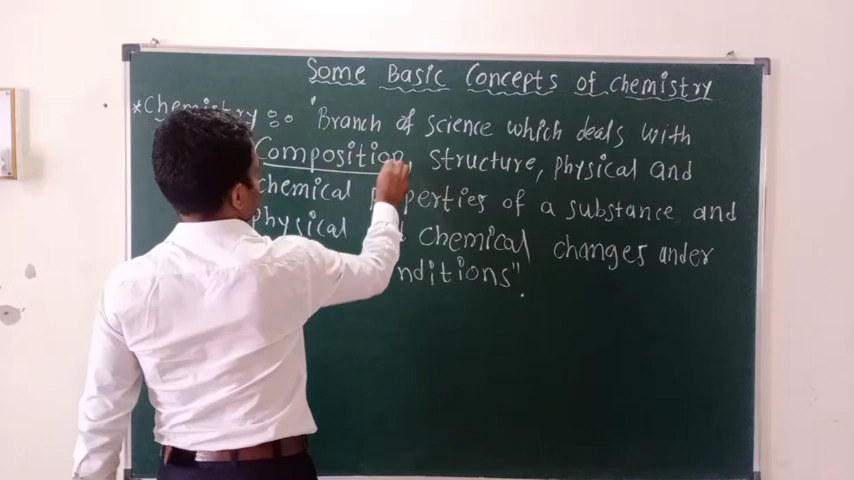 Some Basic Concepts of chemistry
*Chemistry : "Branch of science which deals with
Composition, structure, physical and
chemical properties of a substance and
physical chemical changes under
nditions".